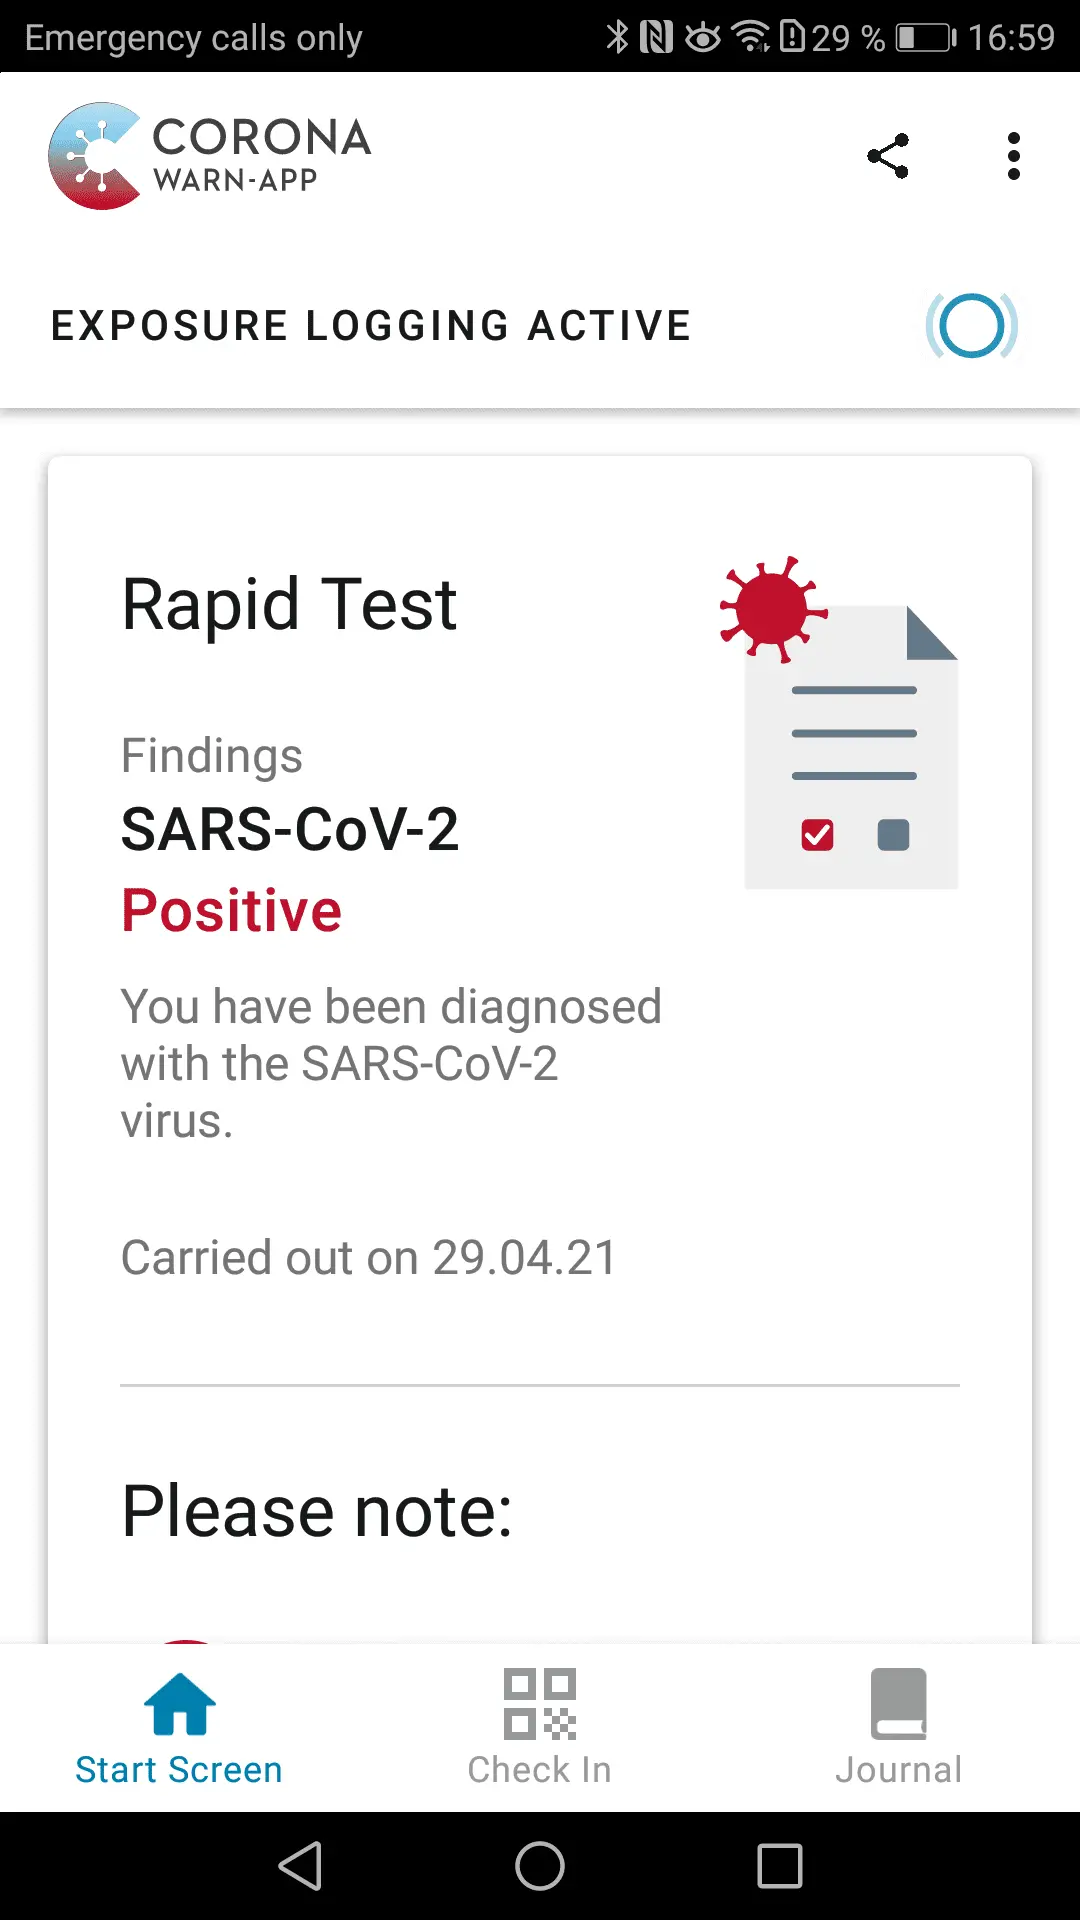 Emergency calls only 29 % 16:59
CORONA
WARN-APP
EXPOSURE LOGGING ACTIVE
Rapid Test
Findings
SARS-CoV-2
Positive
You have been diagnosed
with the SARS-CoV-2
virus.
Carried out on 29.04.21
Please note:
Start Screen Check In Journal